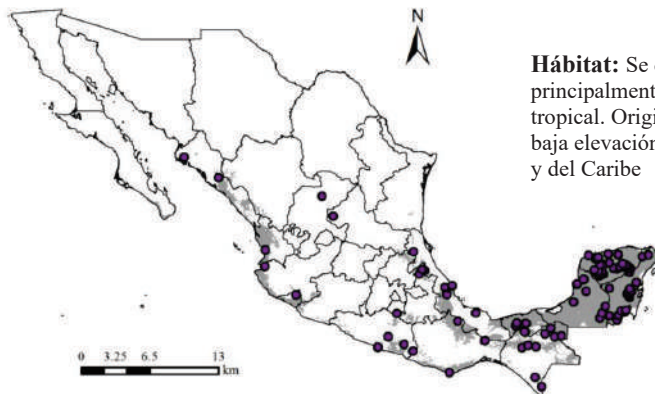 N
Hábitat: Se
principalment
tropical. Origi
baja elevación
y del Caribe
0 3.25 6.5 13
km